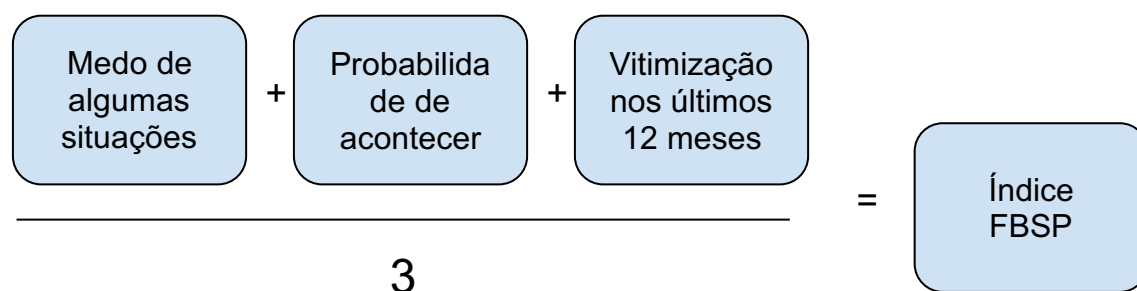 Medo de
algumas
situações
+
Probabilida
de de
acontecer
+
Vitimização
nos últimos
12 meses
3
=
Índice
FBSP